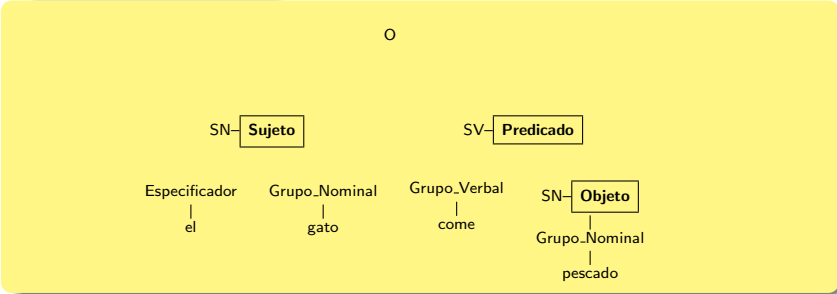 O
SN Sujeto SV Predicado
Especificador Grupo_Nominal Grupo_Verbal SN Objeto
el gato come Grupo_Nominal
pescado